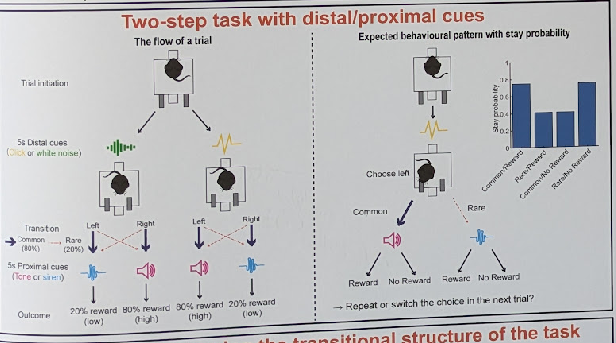 Two-step task with distal/proximal cues
The flow of a trial
Trial initiation
5s Distal cues
(Click or white noise)
Left
Right
Left
Right
Transition
Common
(80%)
Rare
(20%)
5s Proximal cues
(Tone or siren)
Outcome
20% reward
(low)
80% reward
(high)
80% reward
(high)
20% reward
(low)
Expected behavioural pattern with stay probability
Choose left
Common
Rare
Reward
No Reward
Reward
No Reward
→ Repeat or switch the choice in the next trial?
Stay probability
1
0.8
0.6
0.4
0.2
0
Common-Reward
Rare-Reward
Common/No Reward
Rare/No Reward
the transitional structure of the task